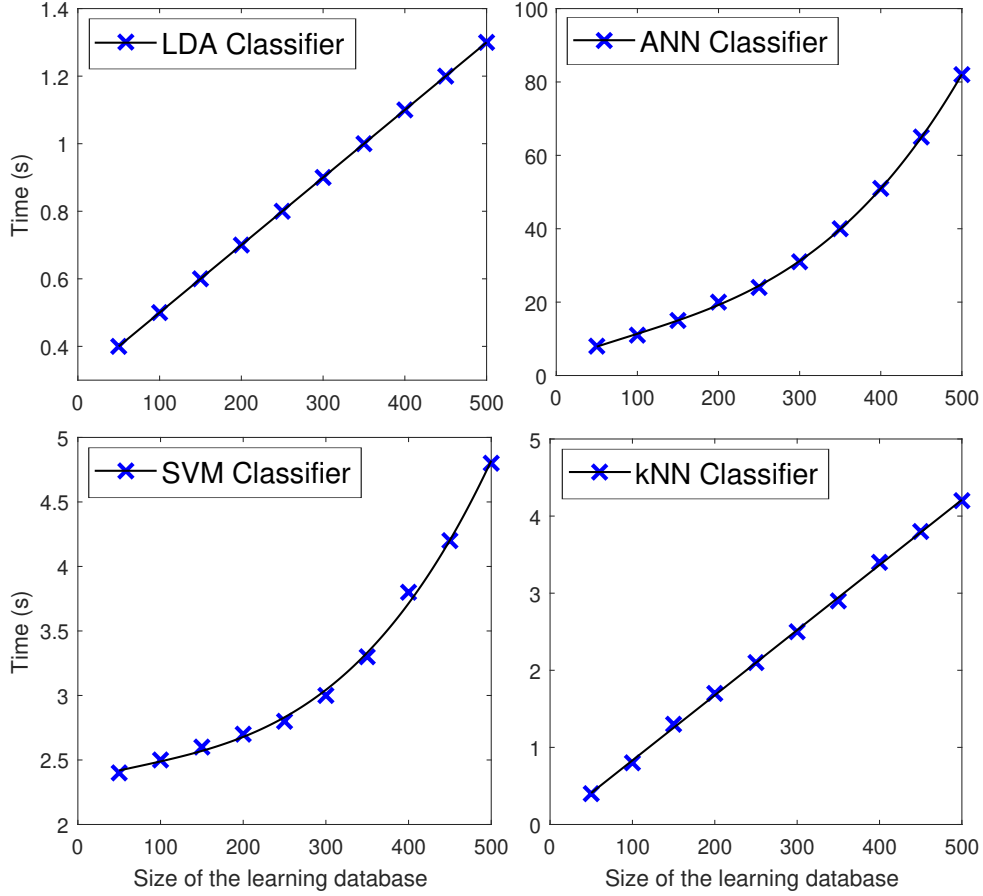 LDA Classifier
Time (s)
1.4
1.2
1
0.8
0.6
0.4
0 100 200 300 400 500
ANN Classifier
100
80
60
40
20
0
0 100 200 300 400 500
SVM Classifier
Time (s)
5
4.5
4
3.5
3
2.5
2
0 100 200 300 400 500
Size of the learning database
kNN Classifier
5
4
3
2
1
0
0 100 200 300 400 500
Size of the learning database